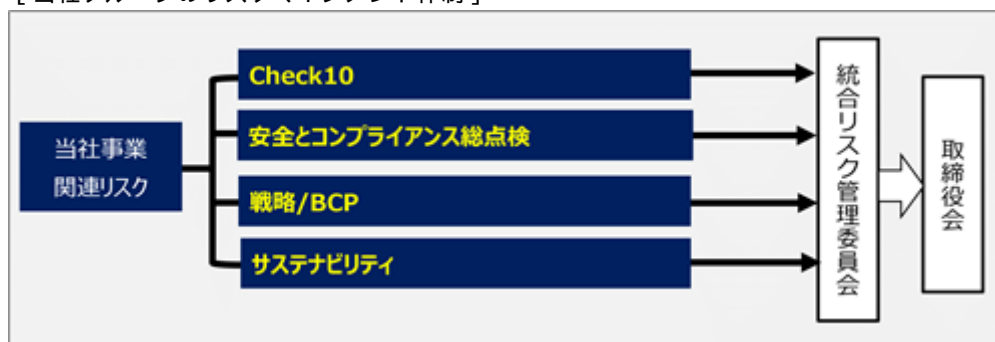 当社事業
関連リスク
Check10
安全とコンプライアンス総点検
戦略/BCP
サステナビリティ
統合リスク管理委員会
取締役会